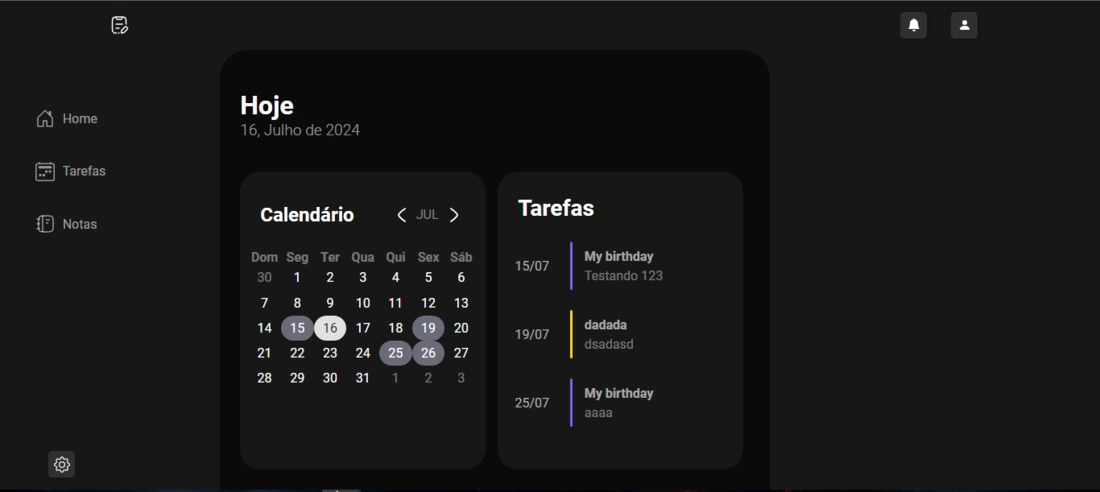 Home
Tarefas
Notas
Hoje
16, Julho de 2024
Calendário
JUL
Dom Seg Ter Qua Qui Sex Sáb
30 1 2 3 4 5 6
7 8 9 10 11 12 13
14 15 16 17 18 19 20
21 22 23 24 25 26 27
28 29 30 31 1 2 3
Tarefas
15/07
My birthday
Testando 123
19/07
dadada
dsadasd
25/07
My birthday
aaaa